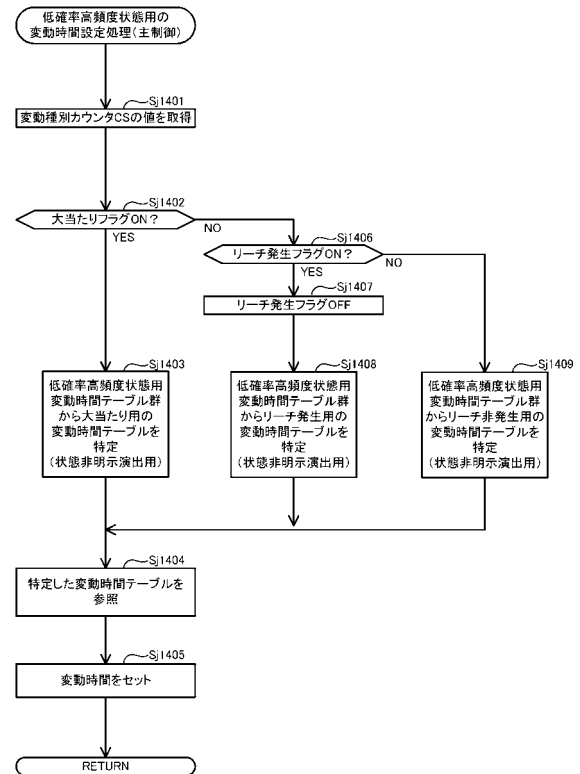 低確率高頻度状態用の
変動時間設定処理(主制御)
Sj1401
変動種別カウンタCSの値を取得
Sj1402
大当たりフラグON?
YES
NO
Sj1406
リーチ発生フラグON?
YES
NO
Sj1407
リーチ発生フラグOFF
Sj1403
低確率高頻度状態用
変動時間テーブル群
から大当たり用の
変動時間テーブルを
特定
(状態非明示演出用)
Sj1408
低確率高頻度状態用
変動時間テーブル群
からリーチ発生用の
変動時間テーブルを
特定
(状態非明示演出用)
Sj1409
低確率高頻度状態用
変動時間テーブル群
からリーチ非発生用の
変動時間テーブルを
特定
(状態非明示演出用)
Sj1404
特定した変動時間テーブルを
参照
Sj1405
変動時間をセット
RETURN